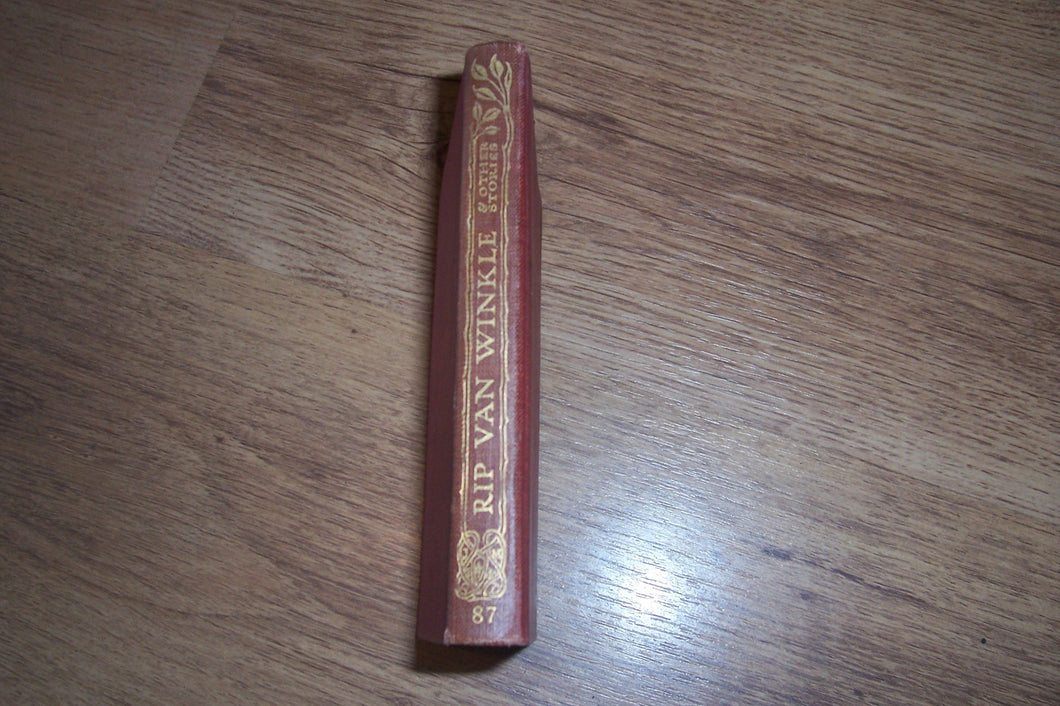 RIP VAN WINKLE
& OTHER
STORIES
87